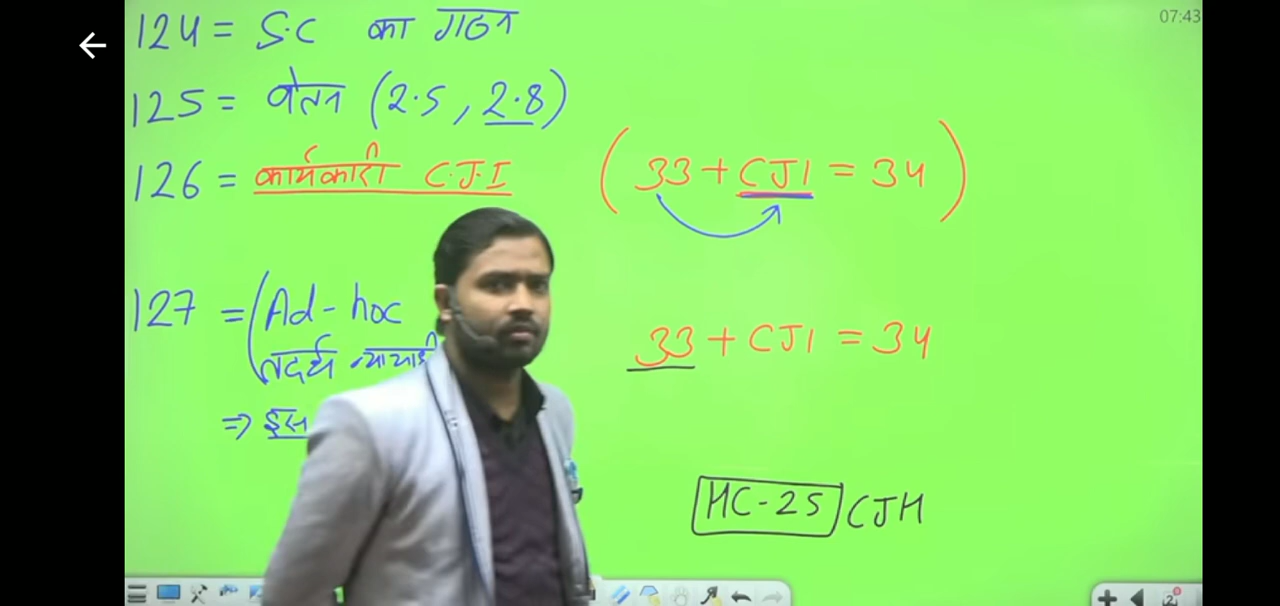 07:43
124 = S.C का गठन
125 = वेतन (2.5, 2.8)
126 = कार्यकारी C.J.I (33 + CJI = 34)
127 = (Ad-hoc 33 + CJI = 34
तदर्थ
⇒ इस
HC-25 CJH